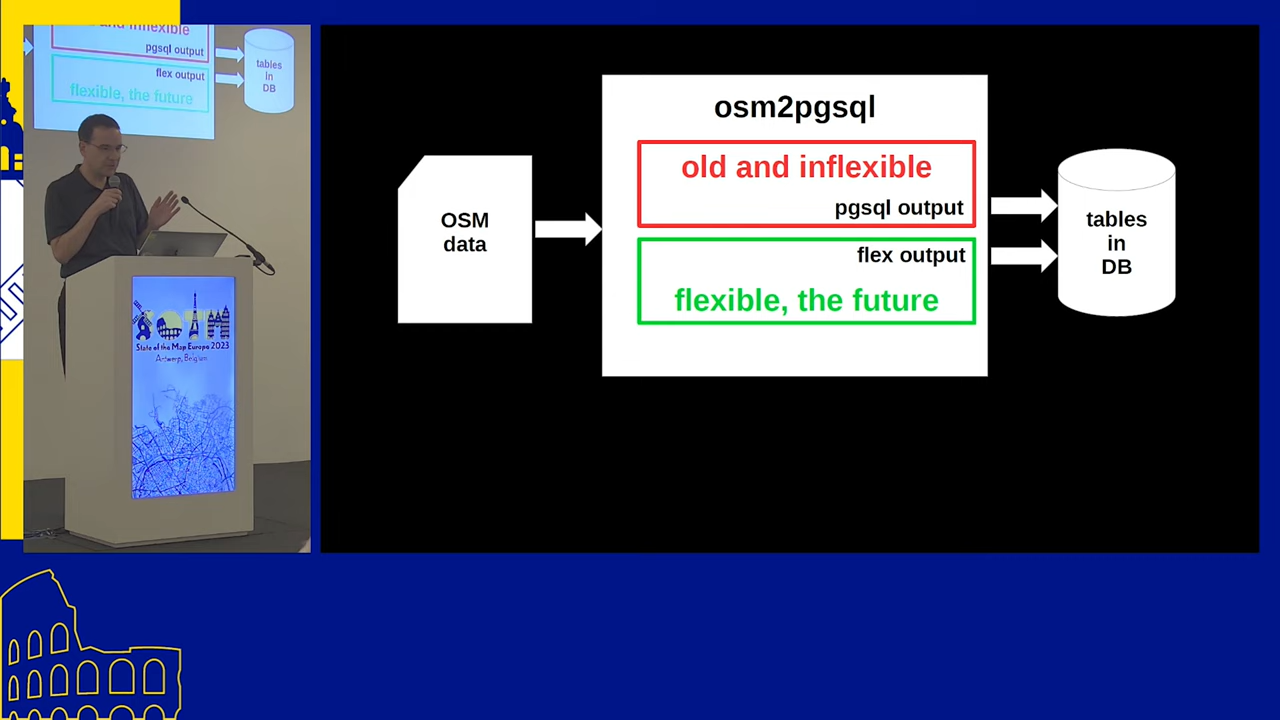 and inflexible
pgsql output
flex output
flexible, the future
tables
in
DB
SOTM
State of the Map Europe 2023
Antwerp, Belgium
OSM
data
osm2pgsql
old and inflexible
pgsql output
flex output
flexible, the future
tables
in
DB